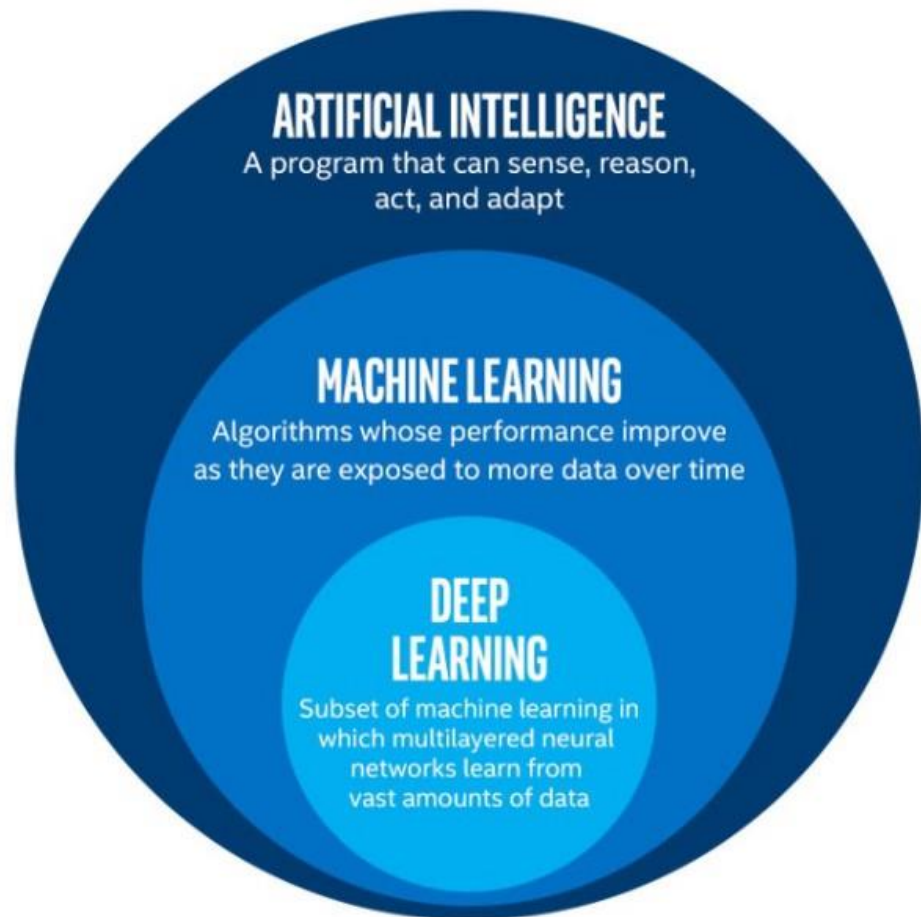 ARTIFICIAL INTELLIGENCE
A program that can sense, reason,
act, and adapt
MACHINE LEARNING
Algorithms whose performance improve
as they are exposed to more data over time
DEEP
LEARNING
Subset of machine learning in
which multilayered neural
networks learn from
vast amounts of data